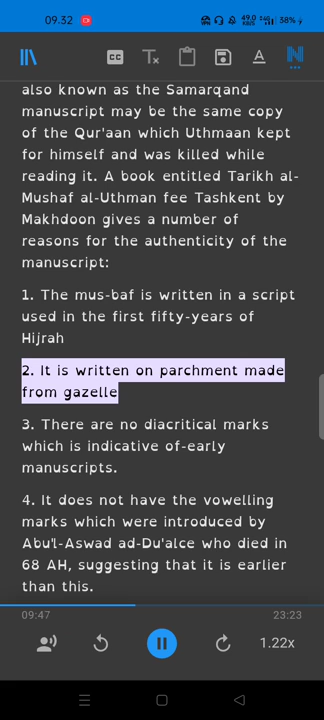 09.32
49.0 KB/S
38%
CC
also known as the Samarqand
manuscript may be the same copy
of the Qur'aan which Uthmaan kept
for himself and was killed while
reading it. A book entitled Tarikh al-
Mushaf al-Uthman fee Tashkent by
Makhdoon gives a number of
reasons for the authenticity of the
manuscript:
1. The mus-baf is written in a script
used in the first fifty-years of
Hijrah
2. It is written on parchment made
from gazelle
3. There are no diacritical marks
which is indicative of-early
manuscripts.
4. It does not have the vowelling
marks which were introduced by
Abu'l-Aswad ad-Du'alce who died in
68 AH, suggesting that it is earlier
than this.
09:47
23:23
1.22x